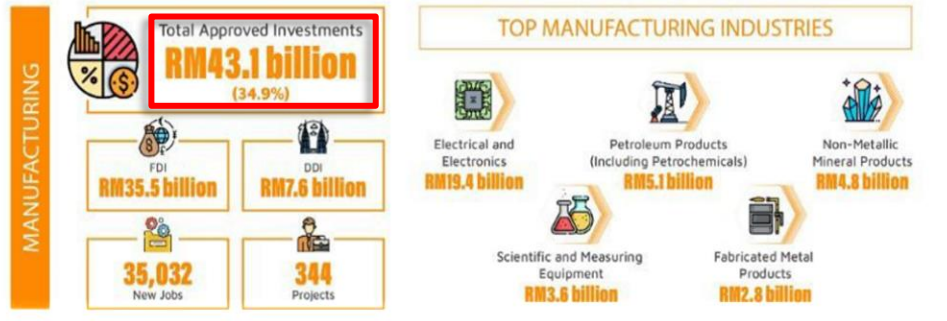 MANUFACTURING
Total Approved Investments
RM43.1 billion
(34.9%)
FDI
RM35.5 billion
DDI
RM7.6 billion
35,032
New Jobs
344
Projects
TOP MANUFACTURING INDUSTRIES
Electrical and
Electronics
RM19.4 billion
Petroleum Products
(Including Petrochemicals)
RM5.1 billion
Non-Metallic
Mineral Products
RM4.8 billion
Scientific and Measuring
Equipment
RM3.6 billion
Fabricated Metal
Products
RM2.8 billion